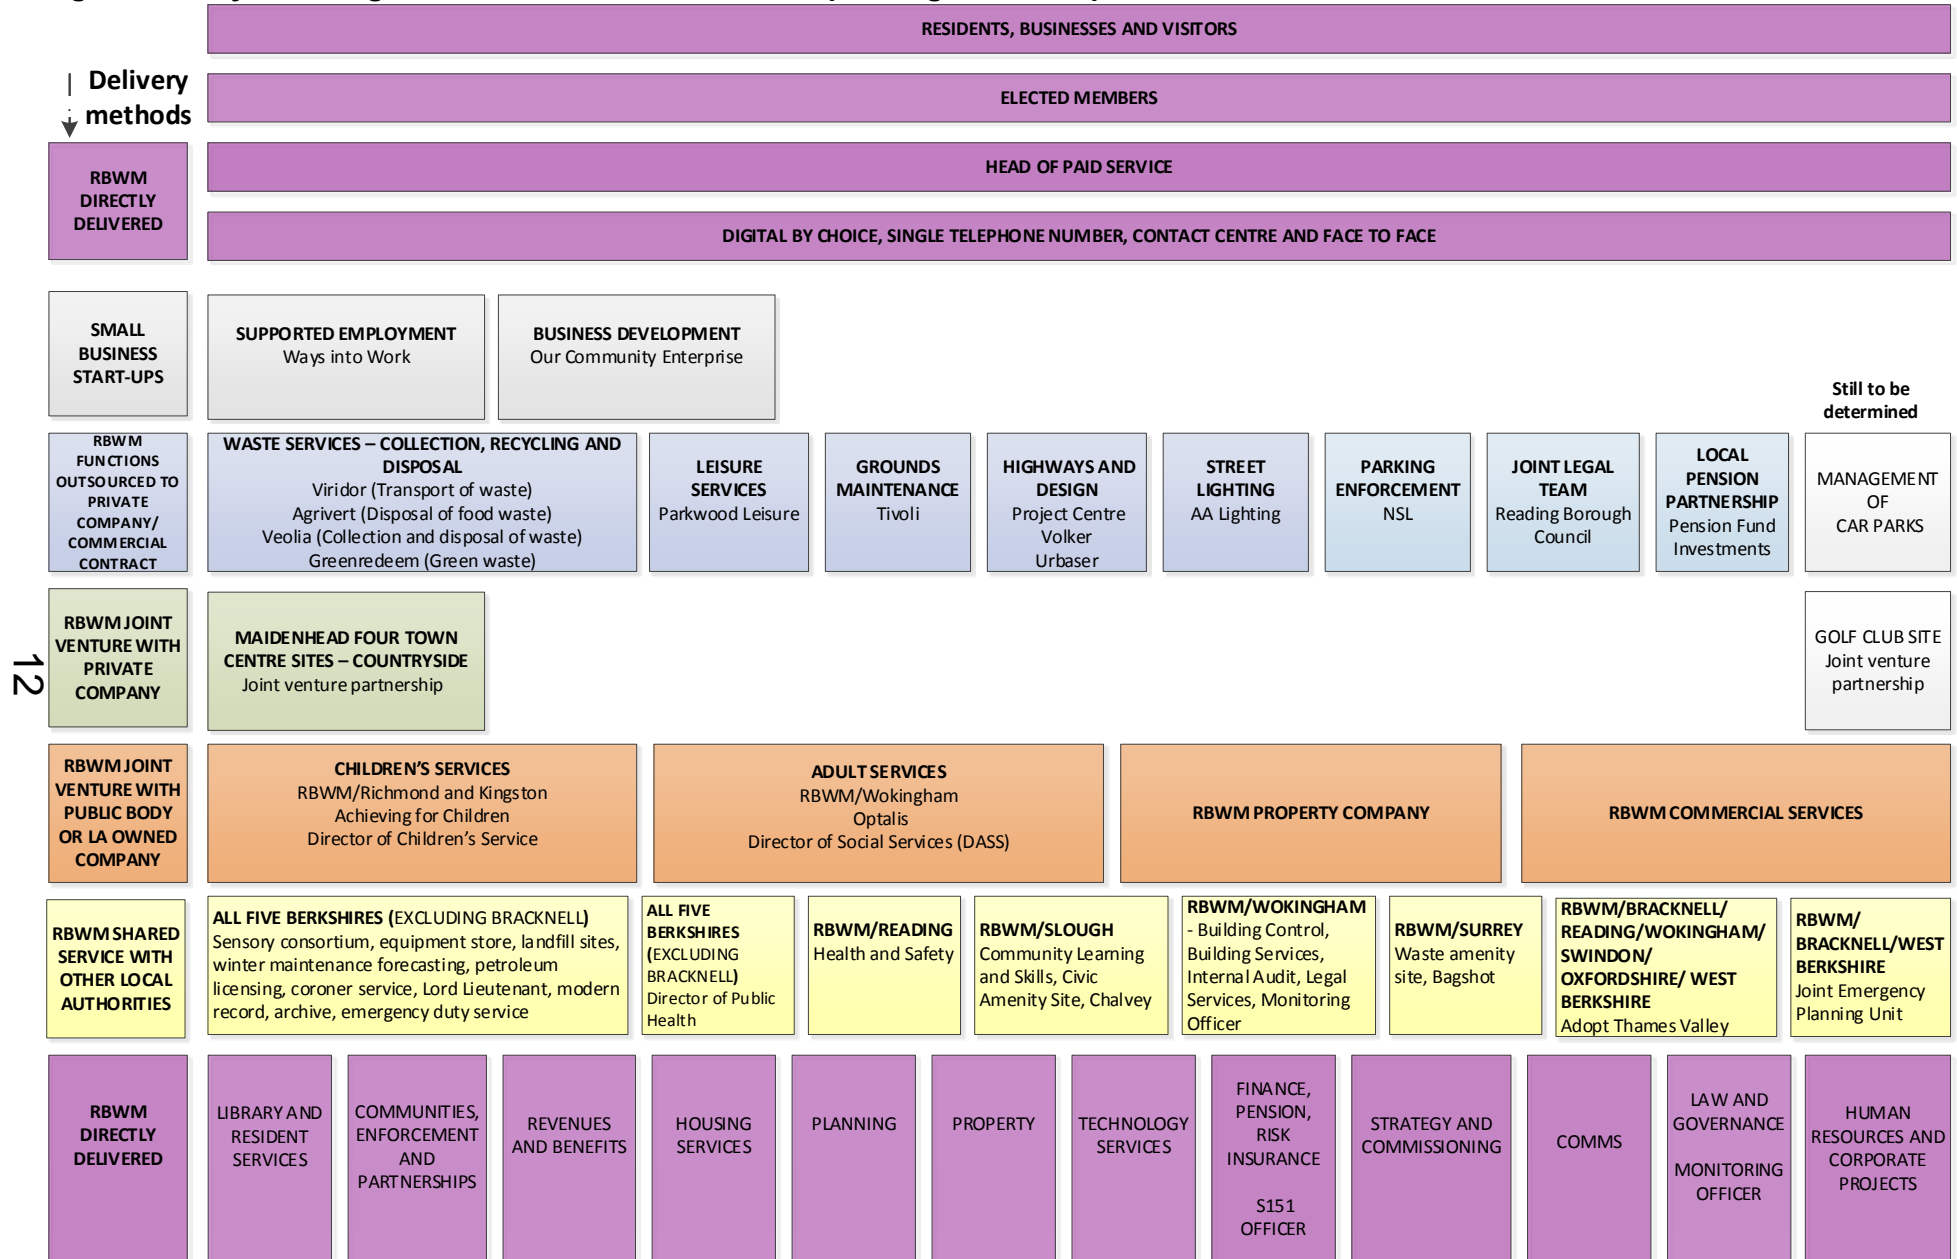 RESIDENTS, BUSINESSES AND VISITORS
Delivery
methods
ELECTED MEMBERS
RBWM
DIRECTLY
DELIVERED
HEAD OF PAID SERVICE
DIGITAL BY CHOICE, SINGLE TELEPHONE NUMBER, CONTACT CENTRE AND FACE TO FACE
SMALL
BUSINESS
START-UPS
SUPPORTED EMPLOYMENT
Ways into Work
BUSINESS DEVELOPMENT
Our Community Enterprise
Still to be
determined
RBWM
FUNCTIONS
OUTSOURCED TO
PRIVATE
COMPANY/
COMMERCIAL
CONTRACT
WASTE SERVICES – COLLECTION, RECYCLING AND
DISPOSAL
Viridor (Transport of waste)
Agrivert (Disposal of food waste)
Veolia (Collection and disposal of waste)
Greenredeem (Green waste)
LEISURE
SERVICES
Parkwood Leisure
GROUNDS
MAINTENANCE
Tivoli
HIGHWAYS AND
DESIGN
Project Centre
Volker
Urbaser
STREET
LIGHTING
AA Lighting
PARKING
ENFORCEMENT
NSL
JOINT LEGAL
TEAM
Reading Borough
Council
LOCAL
PENSION
PARTNERSHIP
Pension Fund
Investments
MANAGEMENT
OF
CAR PARKS
12
RBWM JOINT
VENTURE WITH
PRIVATE
COMPANY
MAIDENHEAD FOUR TOWN
CENTRE SITES – COUNTRYSIDE
Joint venture partnership
GOLF CLUB SITE
Joint venture
partnership
RBWM JOINT
VENTURE WITH
PUBLIC BODY
OR LA OWNED
COMPANY
CHILDREN'S SERVICES
RBWM/Richmond and Kingston
Achieving for Children
Director of Children's Service
ADULT SERVICES
RBWM/Wokingham
Optalis
Director of Social Services (DASS)
RBWM PROPERTY COMPANY
RBWM COMMERCIAL SERVICES
RBWM SHARED
SERVICE WITH
OTHER LOCAL
AUTHORITIES
ALL FIVE BERKSHIRES (EXCLUDING BRACKNELL)
Sensory consortium, equipment store, landfill sites,
winter maintenance forecasting, petroleum
licensing, coroner service, Lord Lieutenant, modern
record, archive, emergency duty service
ALL FIVE
BERKSHIRES
(EXCLUDING
BRACKNELL)
Director of Public
Health
RBWM/READING
Health and Safety
RBWM/SLOUGH
Community Learning
and Skills, Civic
Amenity Site, Chalvey
RBWM/WOKINGHAM
- Building Control,
Building Services,
Internal Audit, Legal
Services, Monitoring
Officer
RBWM/SURREY
Waste amenity
site, Bagshot
RBWM/BRACKNELL/
READING/WOKINGHAM/
SWINDON/
OXFORDSHIRE/ WEST
BERKSHIRE
Adopt Thames Valley
RBWM/
BRACKNELL/WEST
BERKSHIRE
Joint Emergency
Planning Unit
RBWM
DIRECTLY
DELIVERED
LIBRARY AND
RESIDENT
SERVICES
COMMUNITIES,
ENFORCEMENT
AND
PARTNERSHIPS
REVENUES
AND BENEFITS
HOUSING
SERVICES
PLANNING
PROPERTY
TECHNOLOGY
SERVICES
FINANCE,
PENSION,
RISK
INSURANCE
S151
OFFICER
STRATEGY AND
COMMISSIONING
COMMS
LAW AND
GOVERNANCE
MONITORING
OFFICER
HUMAN
RESOURCES AND
CORPORATE
PROJECTS